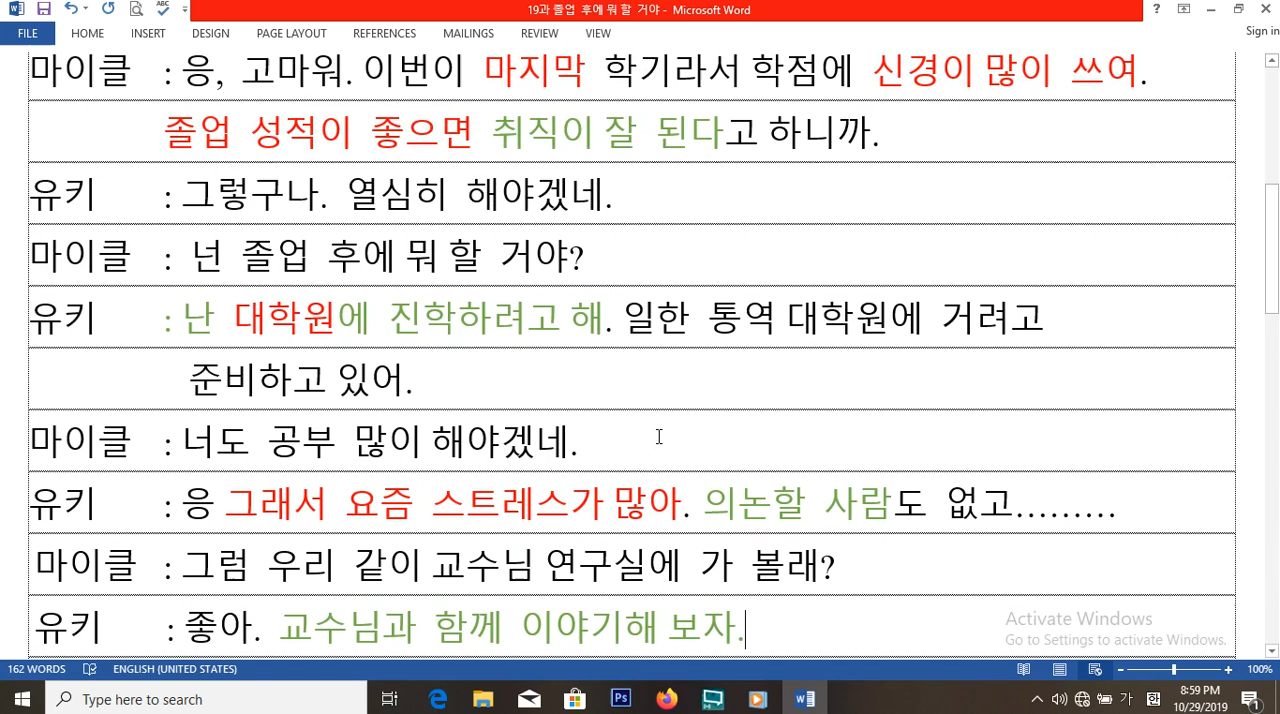 19과 졸업 후에 뭐 할 거야 - Microsoft Word
Sign in
FILE HOME INSERT DESIGN PAGE LAYOUT REFERENCES MAILINGS REVIEW VIEW
마이클 : 응, 고마워. 이번이 마지막 학기라서 학점에 신경이 많이 쓰여.
졸업 성적이 좋으면 취직이 잘 된다고 하니까.
유키 : 그렇구나. 열심히 해야겠네.
마이클 : 넌 졸업 후에 뭐 할 거야?
유키 : 난 대학원에 진학하려고 해. 일한 통역 대학원에 거려고
준비하고 있어.
마이클 : 너도 공부 많이 해야겠네.
유키 : 응 그래서 요즘 스트레스가 많아. 의논할 사람도 없고.........
마이클 : 그럼 우리 같이 교수님 연구실에 가 볼래?
유키 : 좋아. 교수님과 함께 이야기해 보자.
Activate Windows
Go to Settings to activate Windows.
162 WORDS ENGLISH (UNITED STATES) 100%
Type here to search
가 한
8:59 PM
10/29/2019